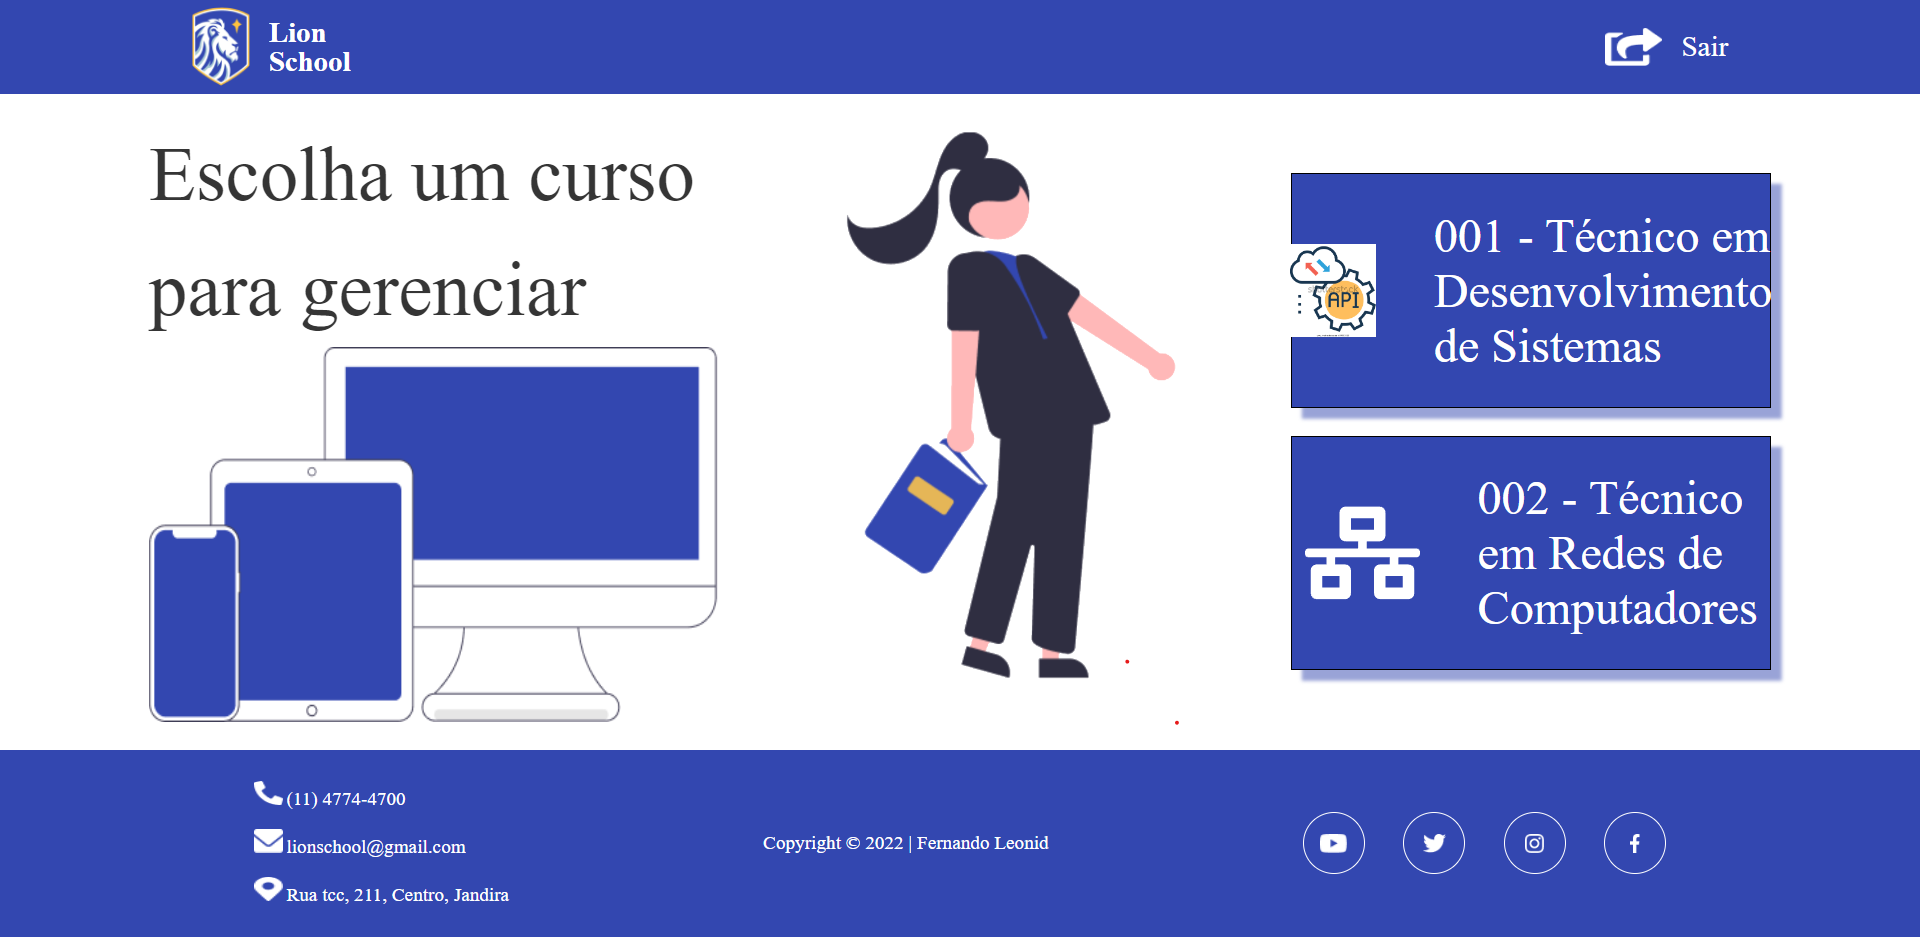 Lion
School
Sair
Escolha um curso
para gerenciar
001 - Técnico em
Desenvolvimento
de Sistemas
API
002 - Técnico
em Redes de
Computadores
(11) 4774-4700
lionschool@gmail.com
Rua tcc, 211, Centro, Jandira
Copyright © 2022 | Fernando Leonid